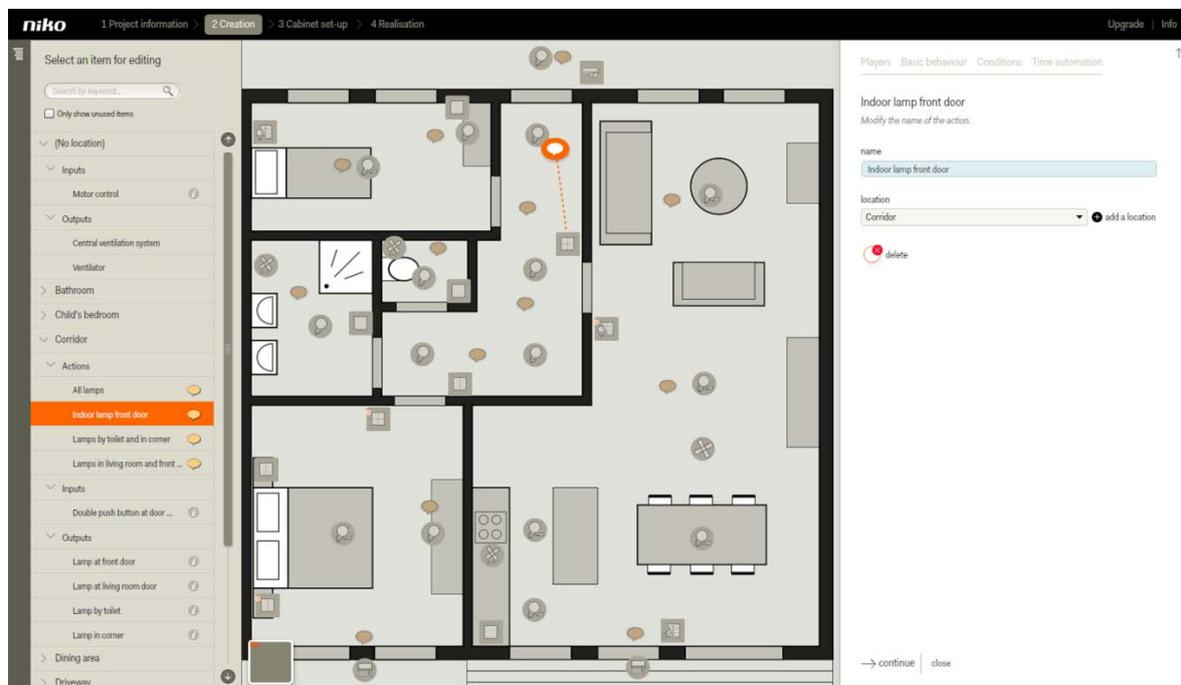 niko 1 Project information > 2 Creation > 3 Cabinet set-up > 4 Realisation Upgrade | Info
Select an item for editing
Search by keyword...
Only show unused items
(No location)
Inputs
Motor control
Outputs
Central ventilation system
Ventilator
Bathroom
Child's bedroom
Corridor
Actions
All lamps
Indoor lamp front door
Lamps by toilet and in corner
Lamps in living room and front ...
Inputs
Double push button at door ...
Outputs
Lamp at front door
Lamp at living room door
Lamp by toilet
Lamp in corner
Dining area
Driveway
Players Basic behaviour Conditions Time automation
Indoor lamp front door
Modify the name of the action.
name
Indoor lamp front door
location
Corridor add a location
delete
continue | close